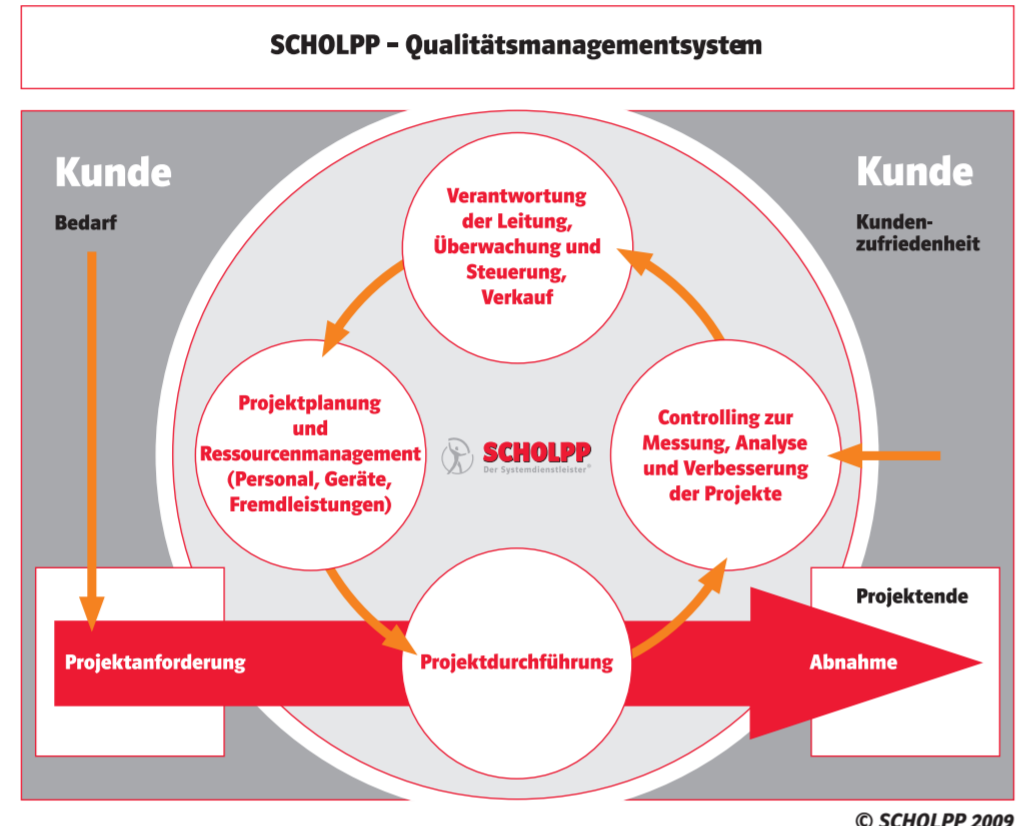 SCHOLPP – Qualitätsmanagementsystem
Kunde
Bedarf
Kunde
Kunden-
zufriedenheit
Verantwortung
der Leitung,
Überwachung und
Steuerung,
Verkauf
Projektplanung
und
Ressourcenmanagement
(Personal, Geräte,
Fremdleistungen)
SCHOLPP
Der Systemdienstleister®
Controlling zur
Messung, Analyse
und Verbesserung
der Projekte
Projektende
Projektanforderung
Projektdurchführung
Abnahme
© SCHOLPP 2009